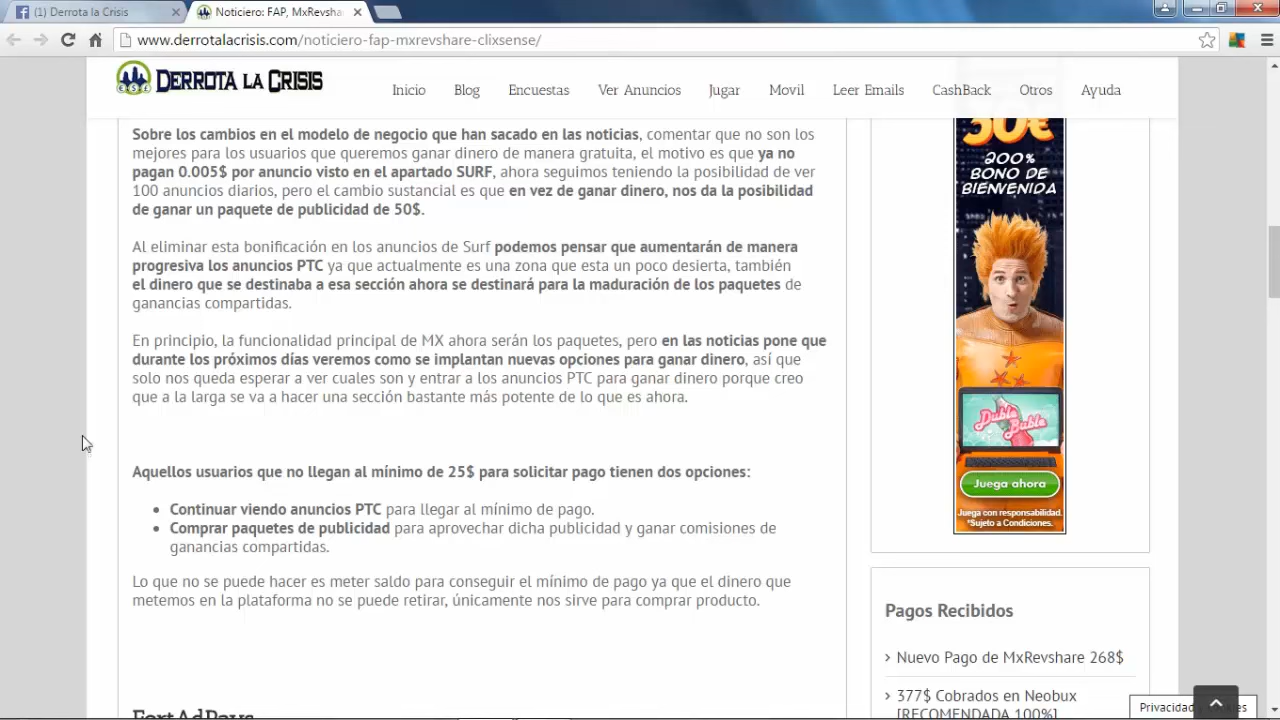 (1) Derrota la Crisis
Noticiero: FAP, MxRevsha
www.derrotalacrisis.com/noticiero-fap-mxrevshare-clixsense/
DERROTA LA CRISIS
Inicio Blog Encuestas Ver Anuncios Jugar Movil Leer Emails CashBack Otros Ayuda
Sobre los cambios en el modelo de negocio que han sacado en las noticias, comentar que no son los
mejores para los usuarios que queremos ganar dinero de manera gratuita, el motivo es que ya no
pagan 0.005$ por anuncio visto en el apartado SURF, ahora seguimos teniendo la posibilidad de ver
100 anuncios diarios, pero el cambio sustancial es que en vez de ganar dinero, nos da la posibilidad
de ganar un paquete de publicidad de 50$.
Al eliminar esta bonificación en los anuncios de Surf podemos pensar que aumentarán de manera
progresiva los anuncios PTC ya que actualmente es una zona que esta un poco desierta, también
el dinero que se destinaba a esa sección ahora se destinará para la maduración de los paquetes de
ganancias compartidas.
En principio, la funcionalidad principal de MX ahora serán los paquetes, pero en las noticias pone que
durante los próximos días veremos como se implantan nuevas opciones para ganar dinero, así que
solo nos queda esperar a ver cuales son y entrar a los anuncios PTC para ganar dinero porque creo
que a la larga se va a hacer una sección bastante más potente de lo que es ahora.
Aquellos usuarios que no llegan al mínimo de 25$ para solicitar pago tienen dos opciones:
Continuar viendo anuncios PTC para llegar al mínimo de pago.
Comprar paquetes de publicidad para aprovechar dicha publicidad y ganar comisiones de
ganancias compartidas.
Lo que no se puede hacer es meter saldo para conseguir el mínimo de pago ya que el dinero que
metemos en la plataforma no se puede retirar, únicamente nos sirve para comprar producto.
FortAdPays
30€
200%
BONO DE
BIENVENIDA
Duble
Buble
Juega ahora
Juega con responsabilidad.
*Sujeto a Condiciones.
Pagos Recibidos
Nuevo Pago de MxRevshare 268$
377$ Cobrados en Neobux
[RECOMENDADA 100%]
Privacidad